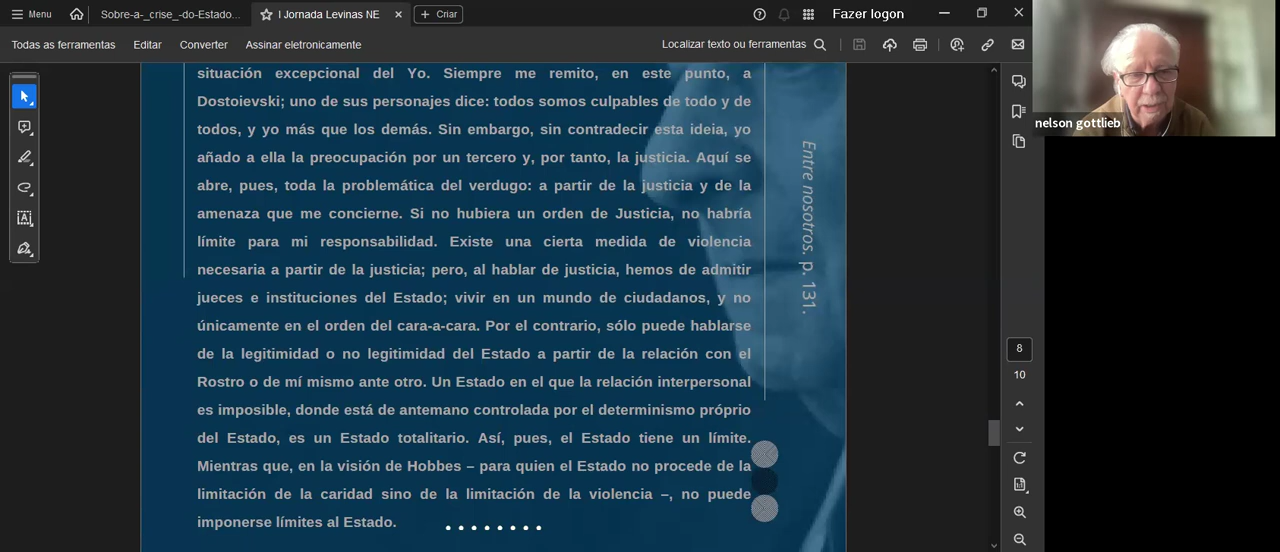 Menu
Sobre-a-_crise_-do-Estado...
I Jornada Levinas NE
Criar
Fazer logon
Todas as ferramentas
Editar
Converter
Assinar eletronicamente
Localizar texto ou ferramentas
situación excepcional del Yo. Siempre me remito, en este punto, a
Dostoievski; uno de sus personajes dice: todos somos culpables de todo y de
todos, y yo más que los demás. Sin embargo, sin contradecir esta ideia, yo
añado a ella la preocupación por un tercero y, por tanto, la justicia. Aquí se
abre, pues, toda la problemática del verdugo: a partir de la justicia y de la
amenaza que me concierne. Si no hubiera un orden de Justicia, no habría
límite para mi responsabilidad. Existe una cierta medida de violencia
necesaria a partir de la justicia; pero, al hablar de justicia, hemos de admitir
jueces e instituciones del Estado; vivir en un mundo de ciudadanos, y no
únicamente en el orden del cara-a-cara. Por el contrario, sólo puede hablarse
de la legitimidad o no legitimidad del Estado a partir de la relación con el
Rostro o de mí mismo ante otro. Un Estado en el que la relación interpersonal
es imposible, donde está de antemano controlada por el determinismo próprio
del Estado, es un Estado totalitario. Así, pues, el Estado tiene un límite.
Mientras que, en la visión de Hobbes – para quien el Estado no procede de la
limitación de la caridad sino de la limitación de la violencia –, no puede
imponerse límites al Estado.
Entre nosotros. p. 131.
8
10
nelson gottlieb